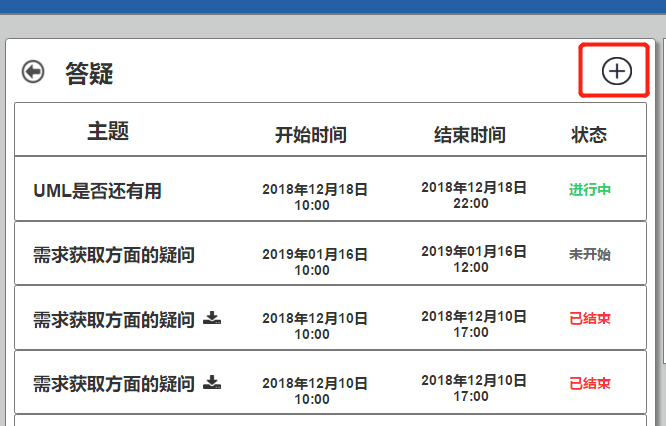 答疑
主题 开始时间 结束时间 状态
UML是否还有用 2018年12月18日 10:00 2018年12月18日 22:00 进行中
需求获取方面的疑问 2019年01月16日 10:00 2019年01月16日 12:00 未开始
需求获取方面的疑问 2018年12月10日 10:00 2018年12月10日 17:00 已结束
需求获取方面的疑问 2018年12月10日 10:00 2018年12月10日 17:00 已结束